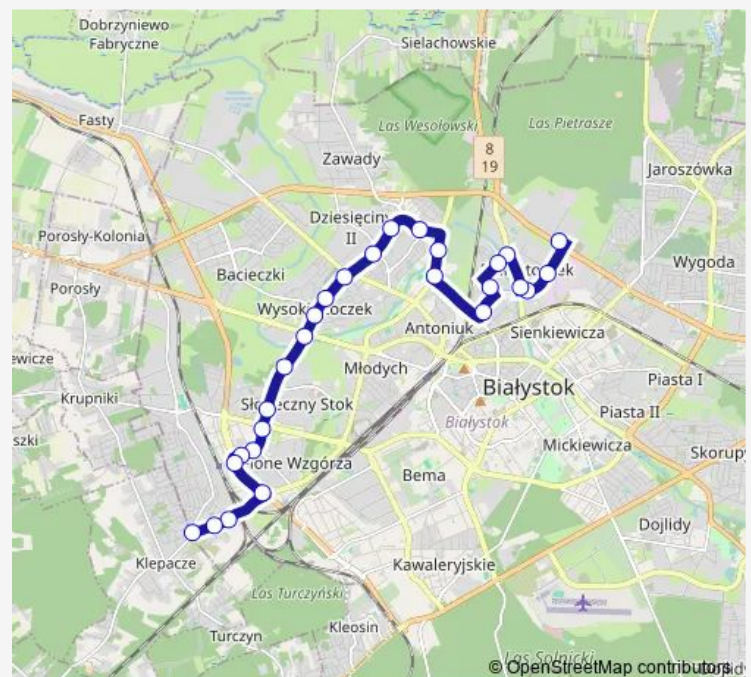 Dobrzyniewo
Fabryczne
Sielachowskie
Fasty
Las Wesołowski
Las Pietrasze
8
19
Zawady
Jaroszówka
Dziesięciny
II
Porosły-Kolonia
Bacieczki
Wygoda
Porosły
Antoniuk
Sienkiewicza
Młodych
Krupniki
Białystok
Piasta I
Białystok
Piasta II
Mickiewicza
Bema
Dojlidy
Klepacze
Kawaleryjskie
Las Turczyński
Turczyn
Kleosin
Las Solnicki
© OpenStreetMap contributors